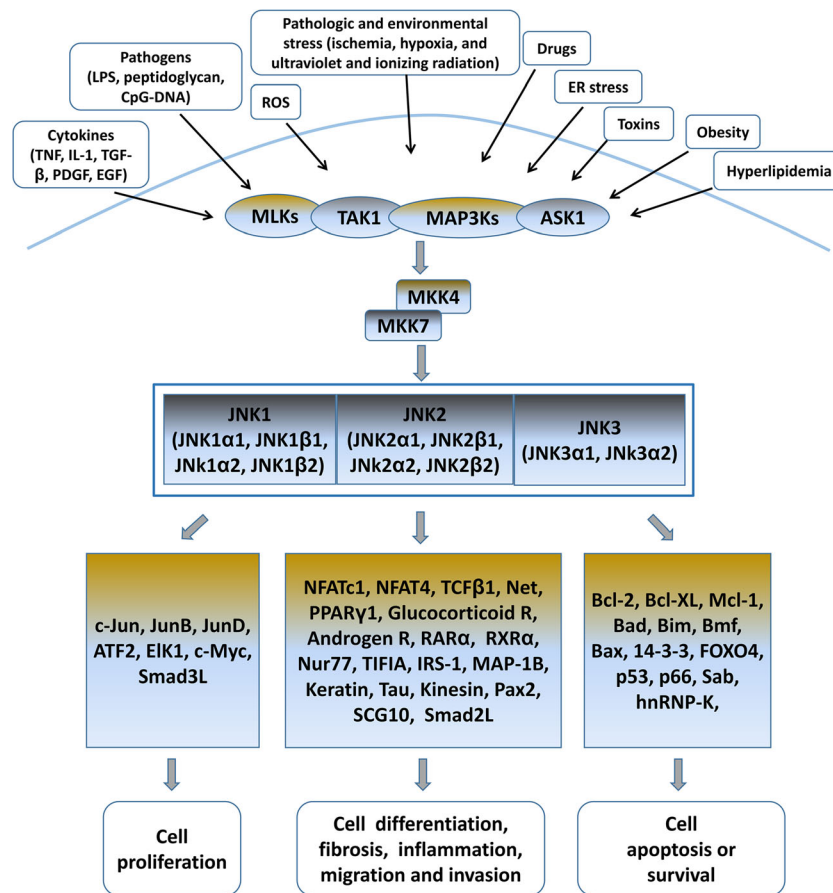 Pathologic and environmental
stress (ischemia, hypoxia, and
ultraviolet and ionizing radiation)
Drugs
Pathogens
(LPS, peptidoglycan,
CpG-DNA)
ROS
ER stress
Toxins
Obesity
Cytokines
(TNF, IL-1, TGF-
β, PDGF, EGF)
Hyperlipidemia
MLKs
TAK1
MAP3Ks
ASK1
MKK4
MKK7
JNK1
(JNK1α1, JNK1β1,
JNk1α2, JNK1β2)
JNK2
(JNK2α1, JNK2β1,
JNk2α2, JNK2β2)
JNK3
(JNK3α1, JNk3α2)
c-Jun, JunB, JunD,
ATF2, ElK1, c-Myc,
Smad3L
NFATc1, NFAT4, TCFβ1, Net,
PPARγ1, Glucocorticoid R,
Androgen R, RARα, RXRα,
Nur77, TIFIA, IRS-1, MAP-1B,
Keratin, Tau, Kinesin, Pax2,
SCG10, Smad2L
Bcl-2, Bcl-XL, Mcl-1,
Bad, Bim, Bmf,
Bax, 14-3-3, FOXO4,
p53, p66, Sab,
hnRNP-K,
Cell
proliferation
Cell differentiation,
fibrosis, inflammation,
migration and invasion
Cell
apoptosis or
survival